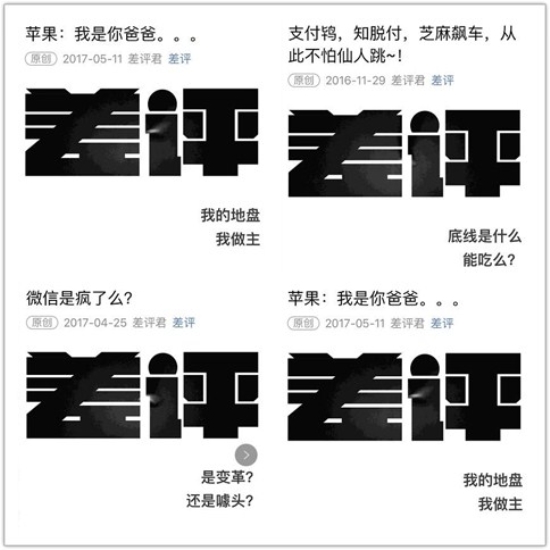 苹果：我是你爸爸。。。
原创 2017-05-11 差评君 差评
差评
我的地盘
我做主
支付鸨，知脱付，芝麻飙车，从
此不怕仙人跳~！
原创 2016-11-29 差评君 差评
差评
底线是什么
能吃么？
微信是疯了么？
原创 2017-04-25 差评君 差评
差评
是变革？
还是噱头？
苹果：我是你爸爸。。。
原创 2017-05-11 差评君 差评
差评
我的地盘
我做主